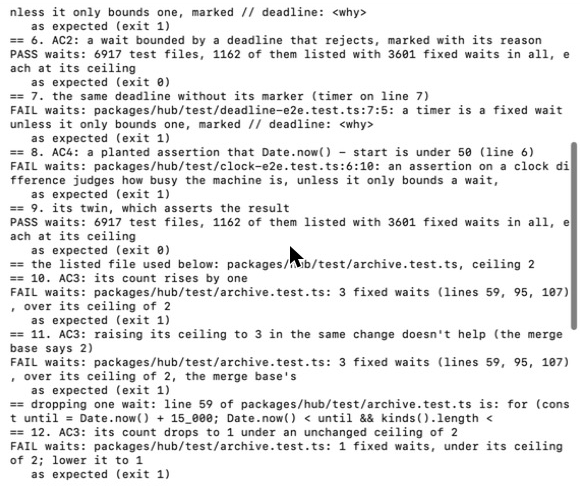 nless it only bounds one, marked // deadline: <why>
   as expected (exit 1)
== 6. AC2: a wait bounded by a deadline that rejects, marked with its reason
PASS waits: 6917 test files, 1162 of them listed with 3601 fixed waits in all, e
ach at its ceiling
   as expected (exit 0)
== 7. the same deadline without its marker (timer on line 7)
FAIL waits: packages/hub/test/deadline-e2e.test.ts:7:5: a timer is a fixed wait
unless it only bounds one, marked // deadline: <why>
   as expected (exit 1)
== 8. AC4: a planted assertion that Date.now() - start is under 50 (line 6)
FAIL waits: packages/hub/test/clock-e2e.test.ts:6:10: an assertion on a clock di
fference judges how busy the machine is, unless it only bounds a wait,
   as expected (exit 1)
== 9. its twin, which asserts the result
PASS waits: 6917 test files, 1162 of them listed with 3601 fixed waits in all, e
ach at its ceiling
   as expected (exit 0)
== the listed file used below: packages/hub/test/archive.test.ts, ceiling 2
== 10. AC3: its count rises by one
FAIL waits: packages/hub/test/archive.test.ts: 3 fixed waits (lines 59, 95, 107)
, over its ceiling of 2
   as expected (exit 1)
== 11. AC3: raising its ceiling to 3 in the same change doesn't help (the merge
base says 2)
FAIL waits: packages/hub/test/archive.test.ts: 3 fixed waits (lines 59, 95, 107)
, over its ceiling of 2, the merge base's
   as expected (exit 1)
== dropping one wait: line 59 of packages/hub/test/archive.test.ts is: for (cons
t until = Date.now() + 15_000; Date.now() < until && kinds().length <
== 12. AC3: its count drops to 1 under an unchanged ceiling of 2
FAIL waits: packages/hub/test/archive.test.ts: 1 fixed waits, under its ceiling
of 2; lower it to 1
   as expected (exit 1)